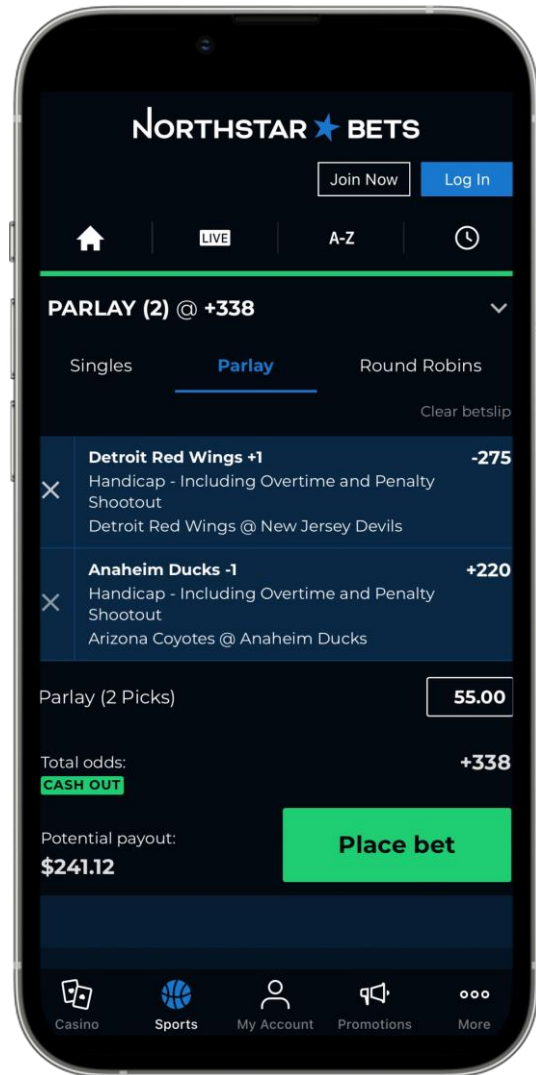 NORTHSTAR BETS
Join Now Log In
LIVE A-Z
PARLAY (2) @ +338
Singles Parlay Round Robins
Clear betslip
Detroit Red Wings +1 -275
Handicap - Including Overtime and Penalty
Shootout
Detroit Red Wings @ New Jersey Devils
Anaheim Ducks -1 +220
Handicap - Including Overtime and Penalty
Shootout
Arizona Coyotes @ Anaheim Ducks
Parlay (2 Picks) 55.00
Total odds: +338
CASH OUT
Potential payout:
$241.12
Place bet
Casino Sports My Account Promotions More